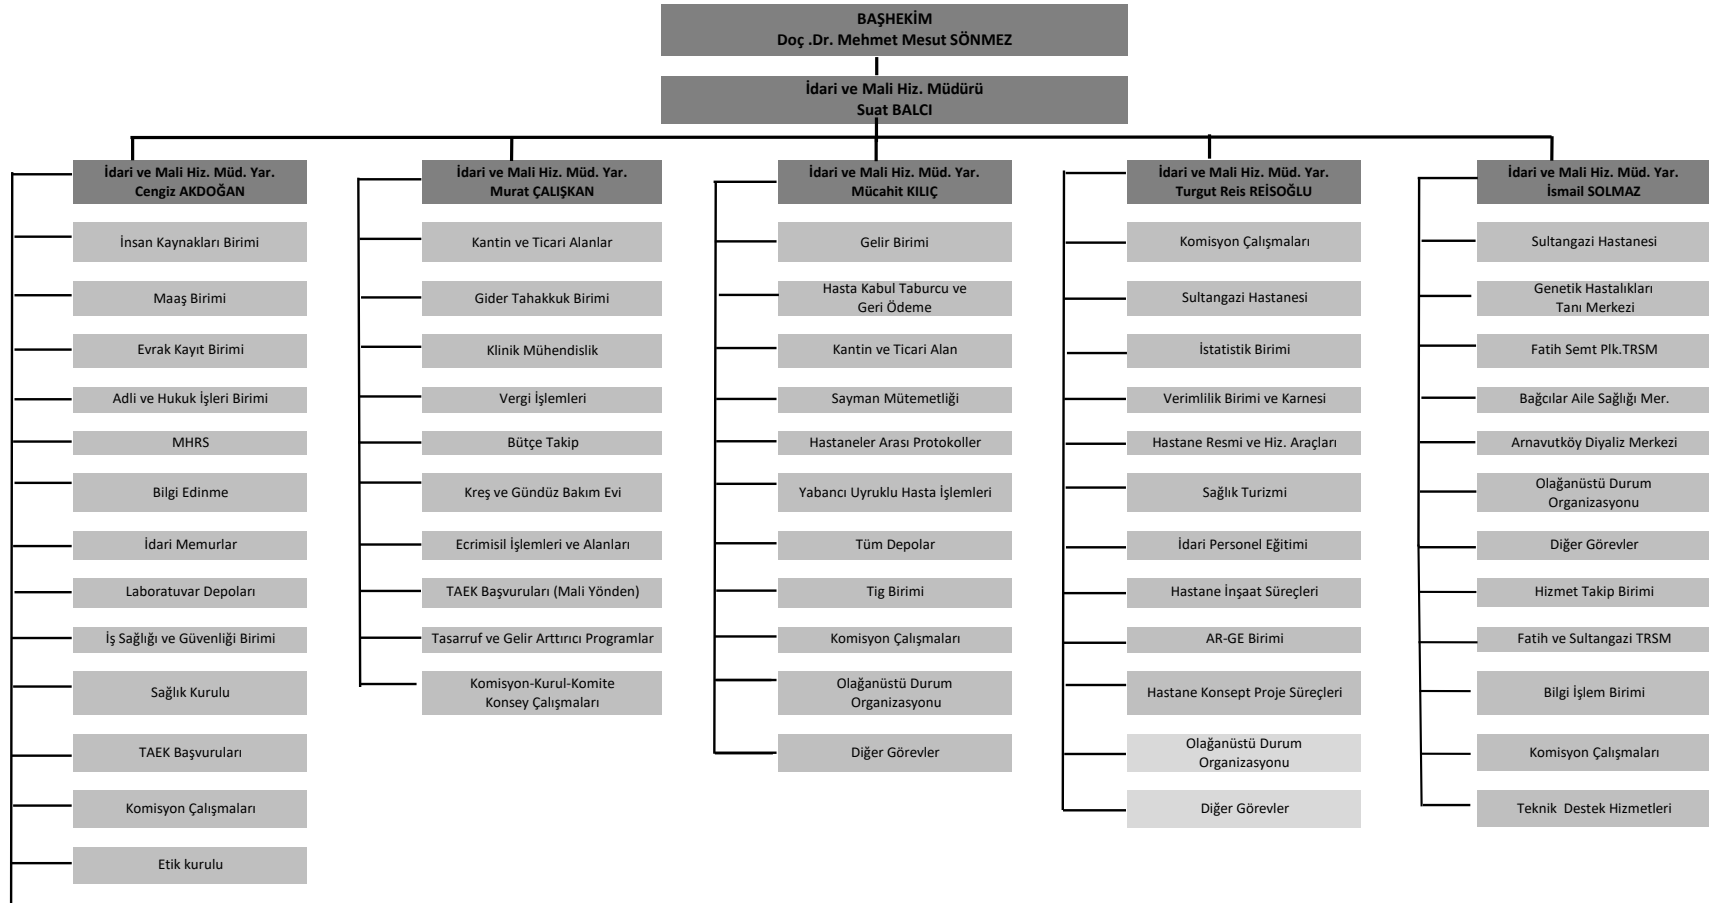 BAŞHEKİM
Doç .Dr. Mehmet Mesut SÖNMEZ
İdari ve Mali Hiz. Müdürü
Suat BALCI
İdari ve Mali Hiz. Müd. Yar.
Cengiz AKDOĞAN
İnsan Kaynakları Birimi
Maaş Birimi
Evrak Kayıt Birimi
Adli ve Hukuk İşleri Birimi
MHRS
Bilgi Edinme
İdari Memurlar
Laboratuvar Depoları
İş Sağlığı ve Güvenliği Birimi
Sağlık Kurulu
TAEK Başvuruları
Komisyon Çalışmaları
Etik kurulu
İdari ve Mali Hiz. Müd. Yar.
Murat ÇALIŞKAN
Kantin ve Ticari Alanlar
Gider Tahakkuk Birimi
Klinik Mühendislik
Vergi İşlemleri
Bütçe Takip
Kreş ve Gündüz Bakım Evi
Ecrimisil İşlemleri ve Alanları
TAEK Başvuruları (Mali Yönden)
Tasarruf ve Gelir Arttırıcı Programlar
Komisyon-Kurul-Komite
Konsey Çalışmaları
İdari ve Mali Hiz. Müd. Yar.
Mücahit KILIÇ
Gelir Birimi
Hasta Kabul Taburcu ve
Geri Ödeme
Kantin ve Ticari Alan
Sayman Mütemetliği
Hastaneler Arası Protokoller
Yabancı Uyruklu Hasta İşlemleri
Tüm Depolar
Tig Birimi
Komisyon Çalışmaları
Olağanüstü Durum
Organizasyonu
Diğer Görevler
İdari ve Mali Hiz. Müd. Yar.
Turgut Reis REİSOĞLU
Komisyon Çalışmaları
Sultangazi Hastanesi
İstatistik Birimi
Verimlilik Birimi ve Karnesi
Hastane Resmi ve Hiz. Araçları
Sağlık Turizmi
İdari Personel Eğitimi
Hastane İnşaat Süreçleri
AR-GE Birimi
Hastane Konsept Proje Süreçleri
Olağanüstü Durum
Organizasyonu
Diğer Görevler
İdari ve Mali Hiz. Müd. Yar.
İsmail SOLMAZ
Sultangazi Hastanesi
Genetik Hastalıkları
Tanı Merkezi
Fatih Semt Plk.TRSM
Bağcılar Aile Sağlığı Mer.
Arnavutköy Diyaliz Merkezi
Olağanüstü Durum
Organizasyonu
Diğer Görevler
Hizmet Takip Birimi
Fatih ve Sultangazi TRSM
Bilgi İşlem Birimi
Komisyon Çalışmaları
Teknik  Destek Hizmetleri